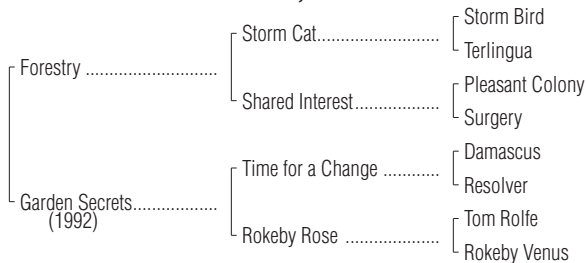 Storm Bird
Storm Cat..................
Terlingua
Forestry ............................
Pleasant Colony
Shared Interest..................
Surgery
Damascus
Time for a Change ............
Resolver
Garden Secrets..................
(1992)
Tom Rolfe
Rokeby Rose ...................
Rokeby Venus